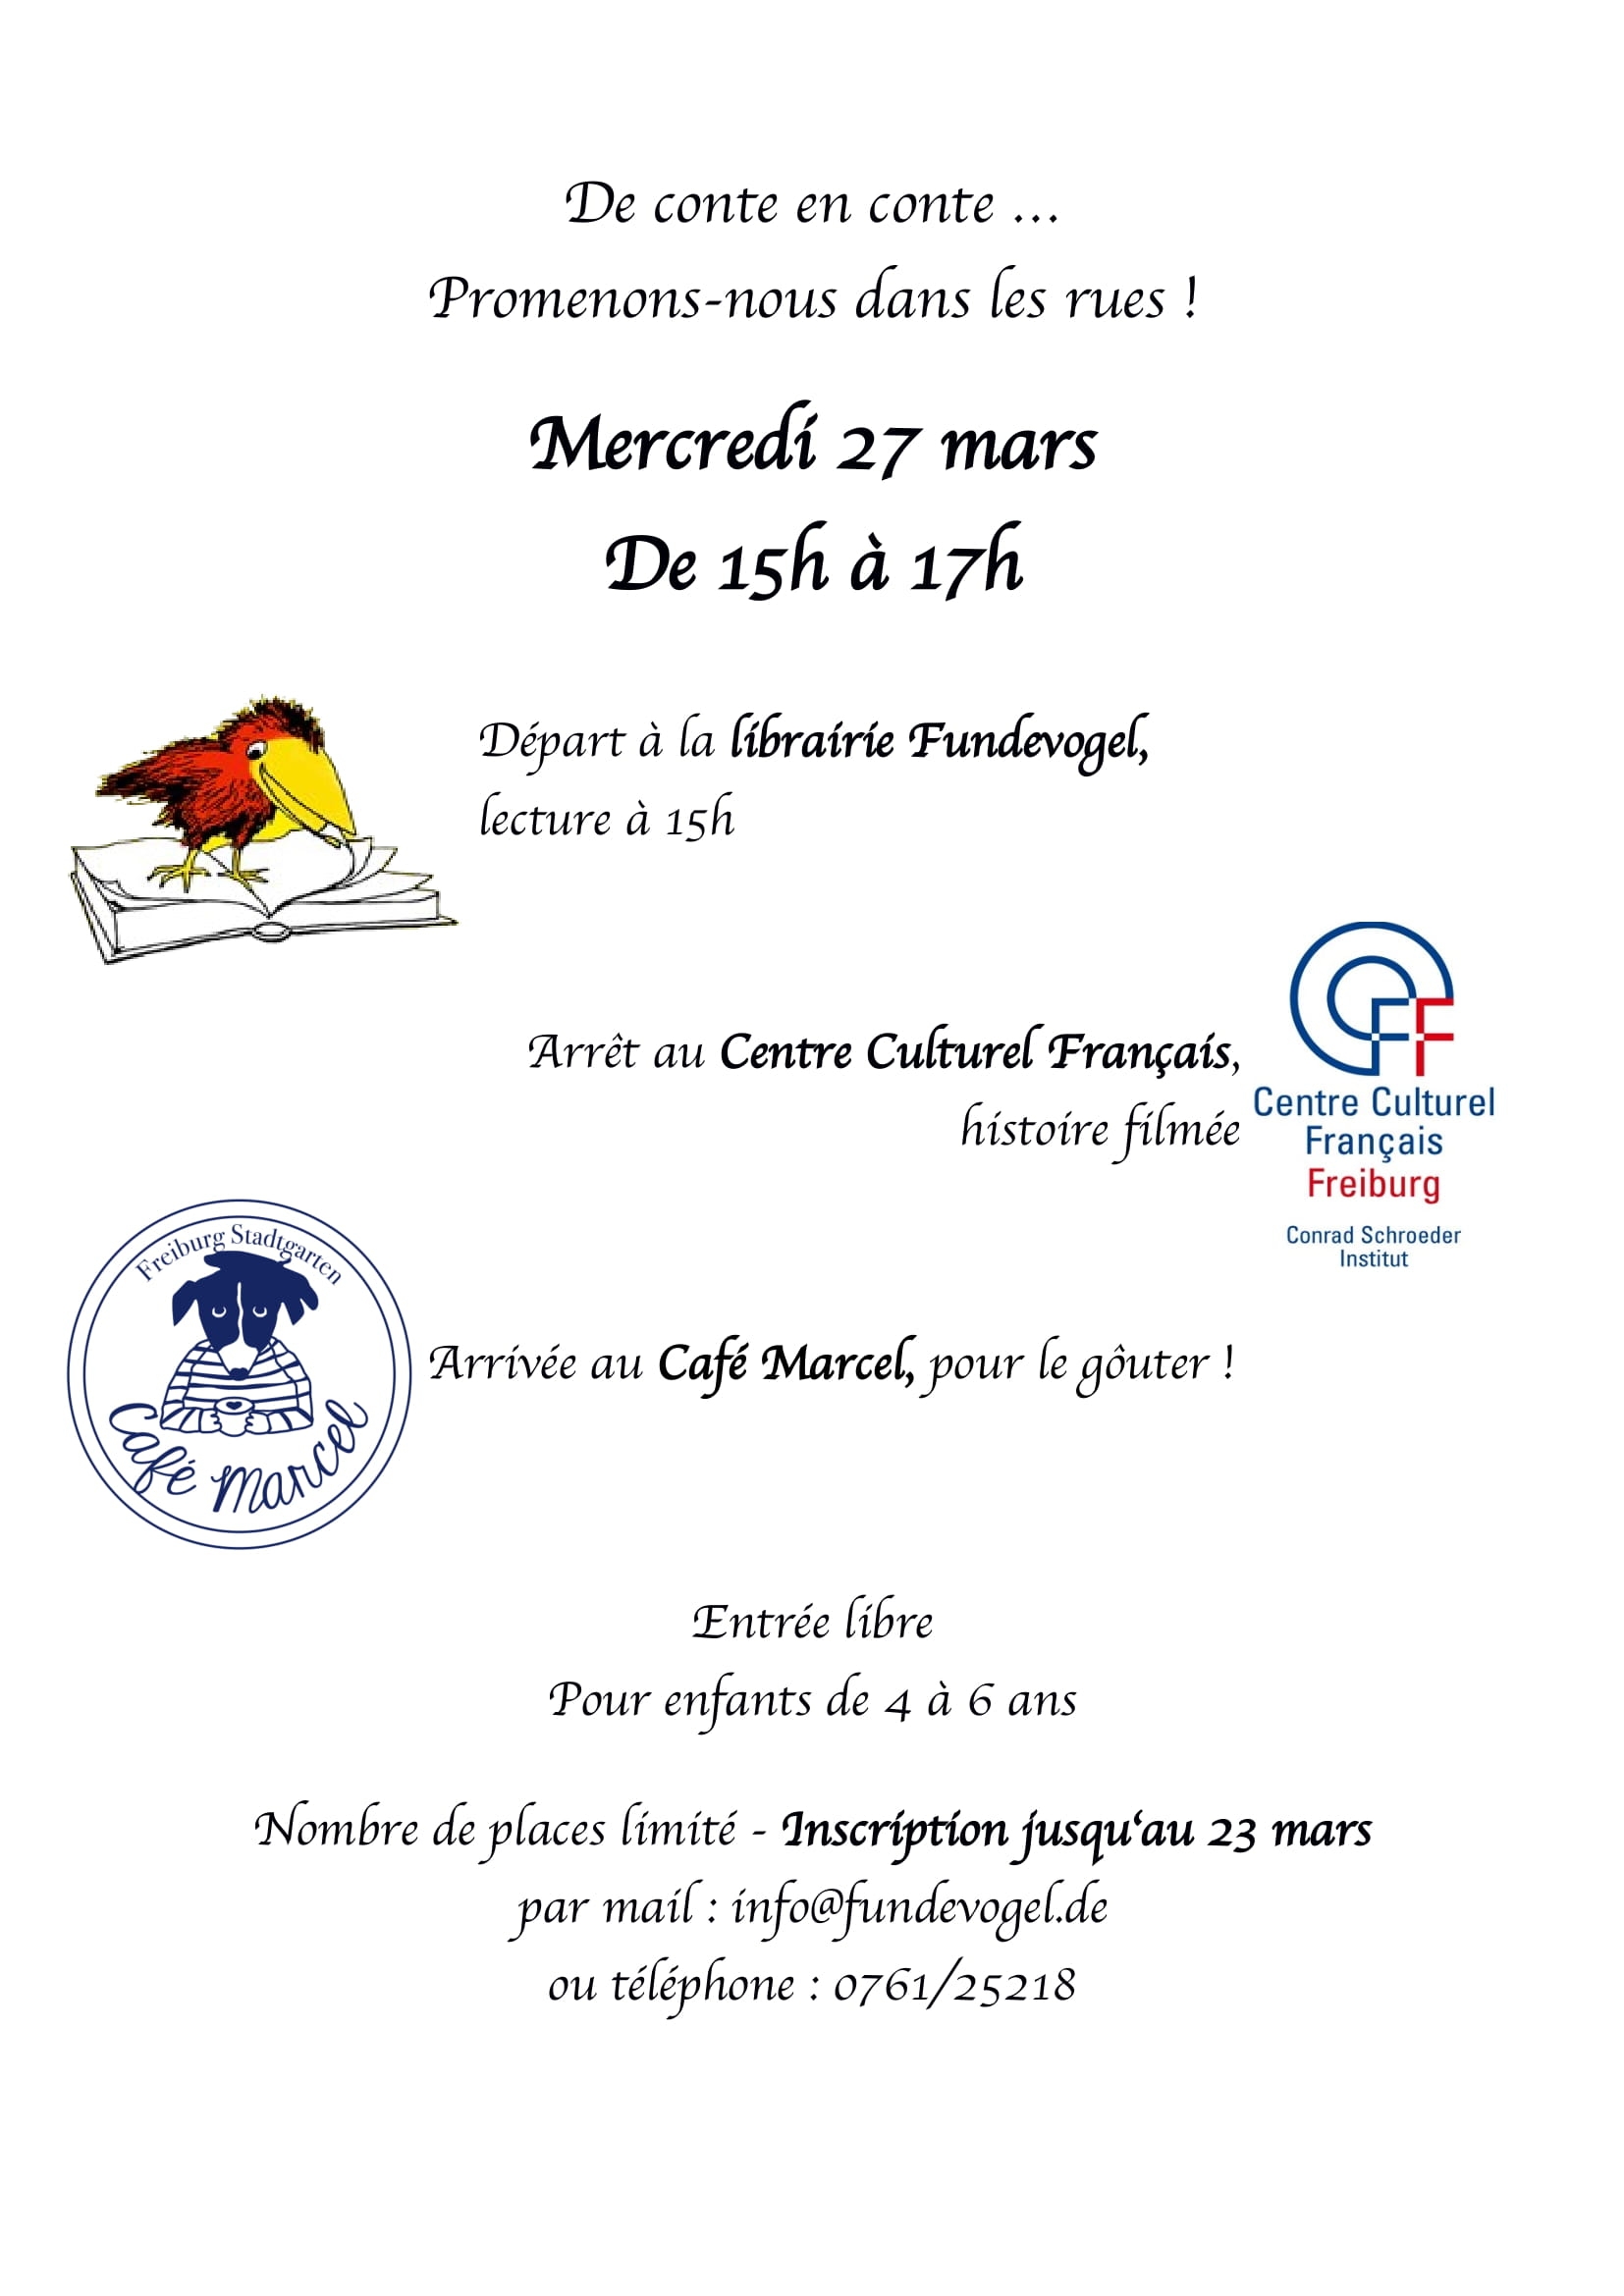 De conte en conte ...
Promenons-nous dans les rues !
Mercredi 27 mars
De 15h à 17h
Départ à la librairie Fundevogel,
lecture à 15h
Arrêt au Centre Culturel Français,
histoire filmée
CFF
Centre Culturel
Français
Freiburg
Conrad Schroeder
Institut
Freiburg Stadtgarten
Café Marcel
Arrivée au Café Marcel, pour le gôuter !
Entrée libre
Pour enfants de 4 à 6 ans
Nombre de places limité - Inscription jusqu‘au 23 mars
par mail : info@fundevogel.de
ou téléphone : 0761/25218